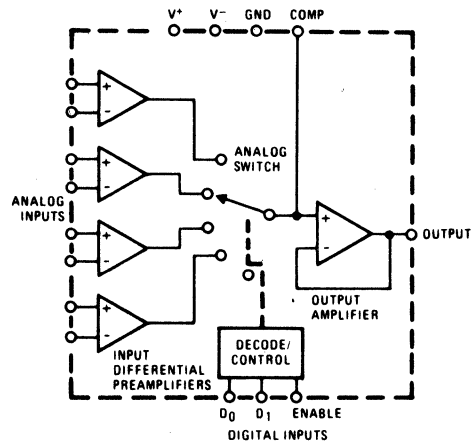 V+ V- GND COMP
+
-
ANALOG
SWITCH
+
-
ANALOG
INPUTS
+
-
+
-
OUTPUT
OUTPUT
AMPLIFIER
+
-
INPUT
DIFFERENTIAL
PREAMPLIFIERS
DECODE/
CONTROL
D0 D1 ENABLE
DIGITAL INPUTS